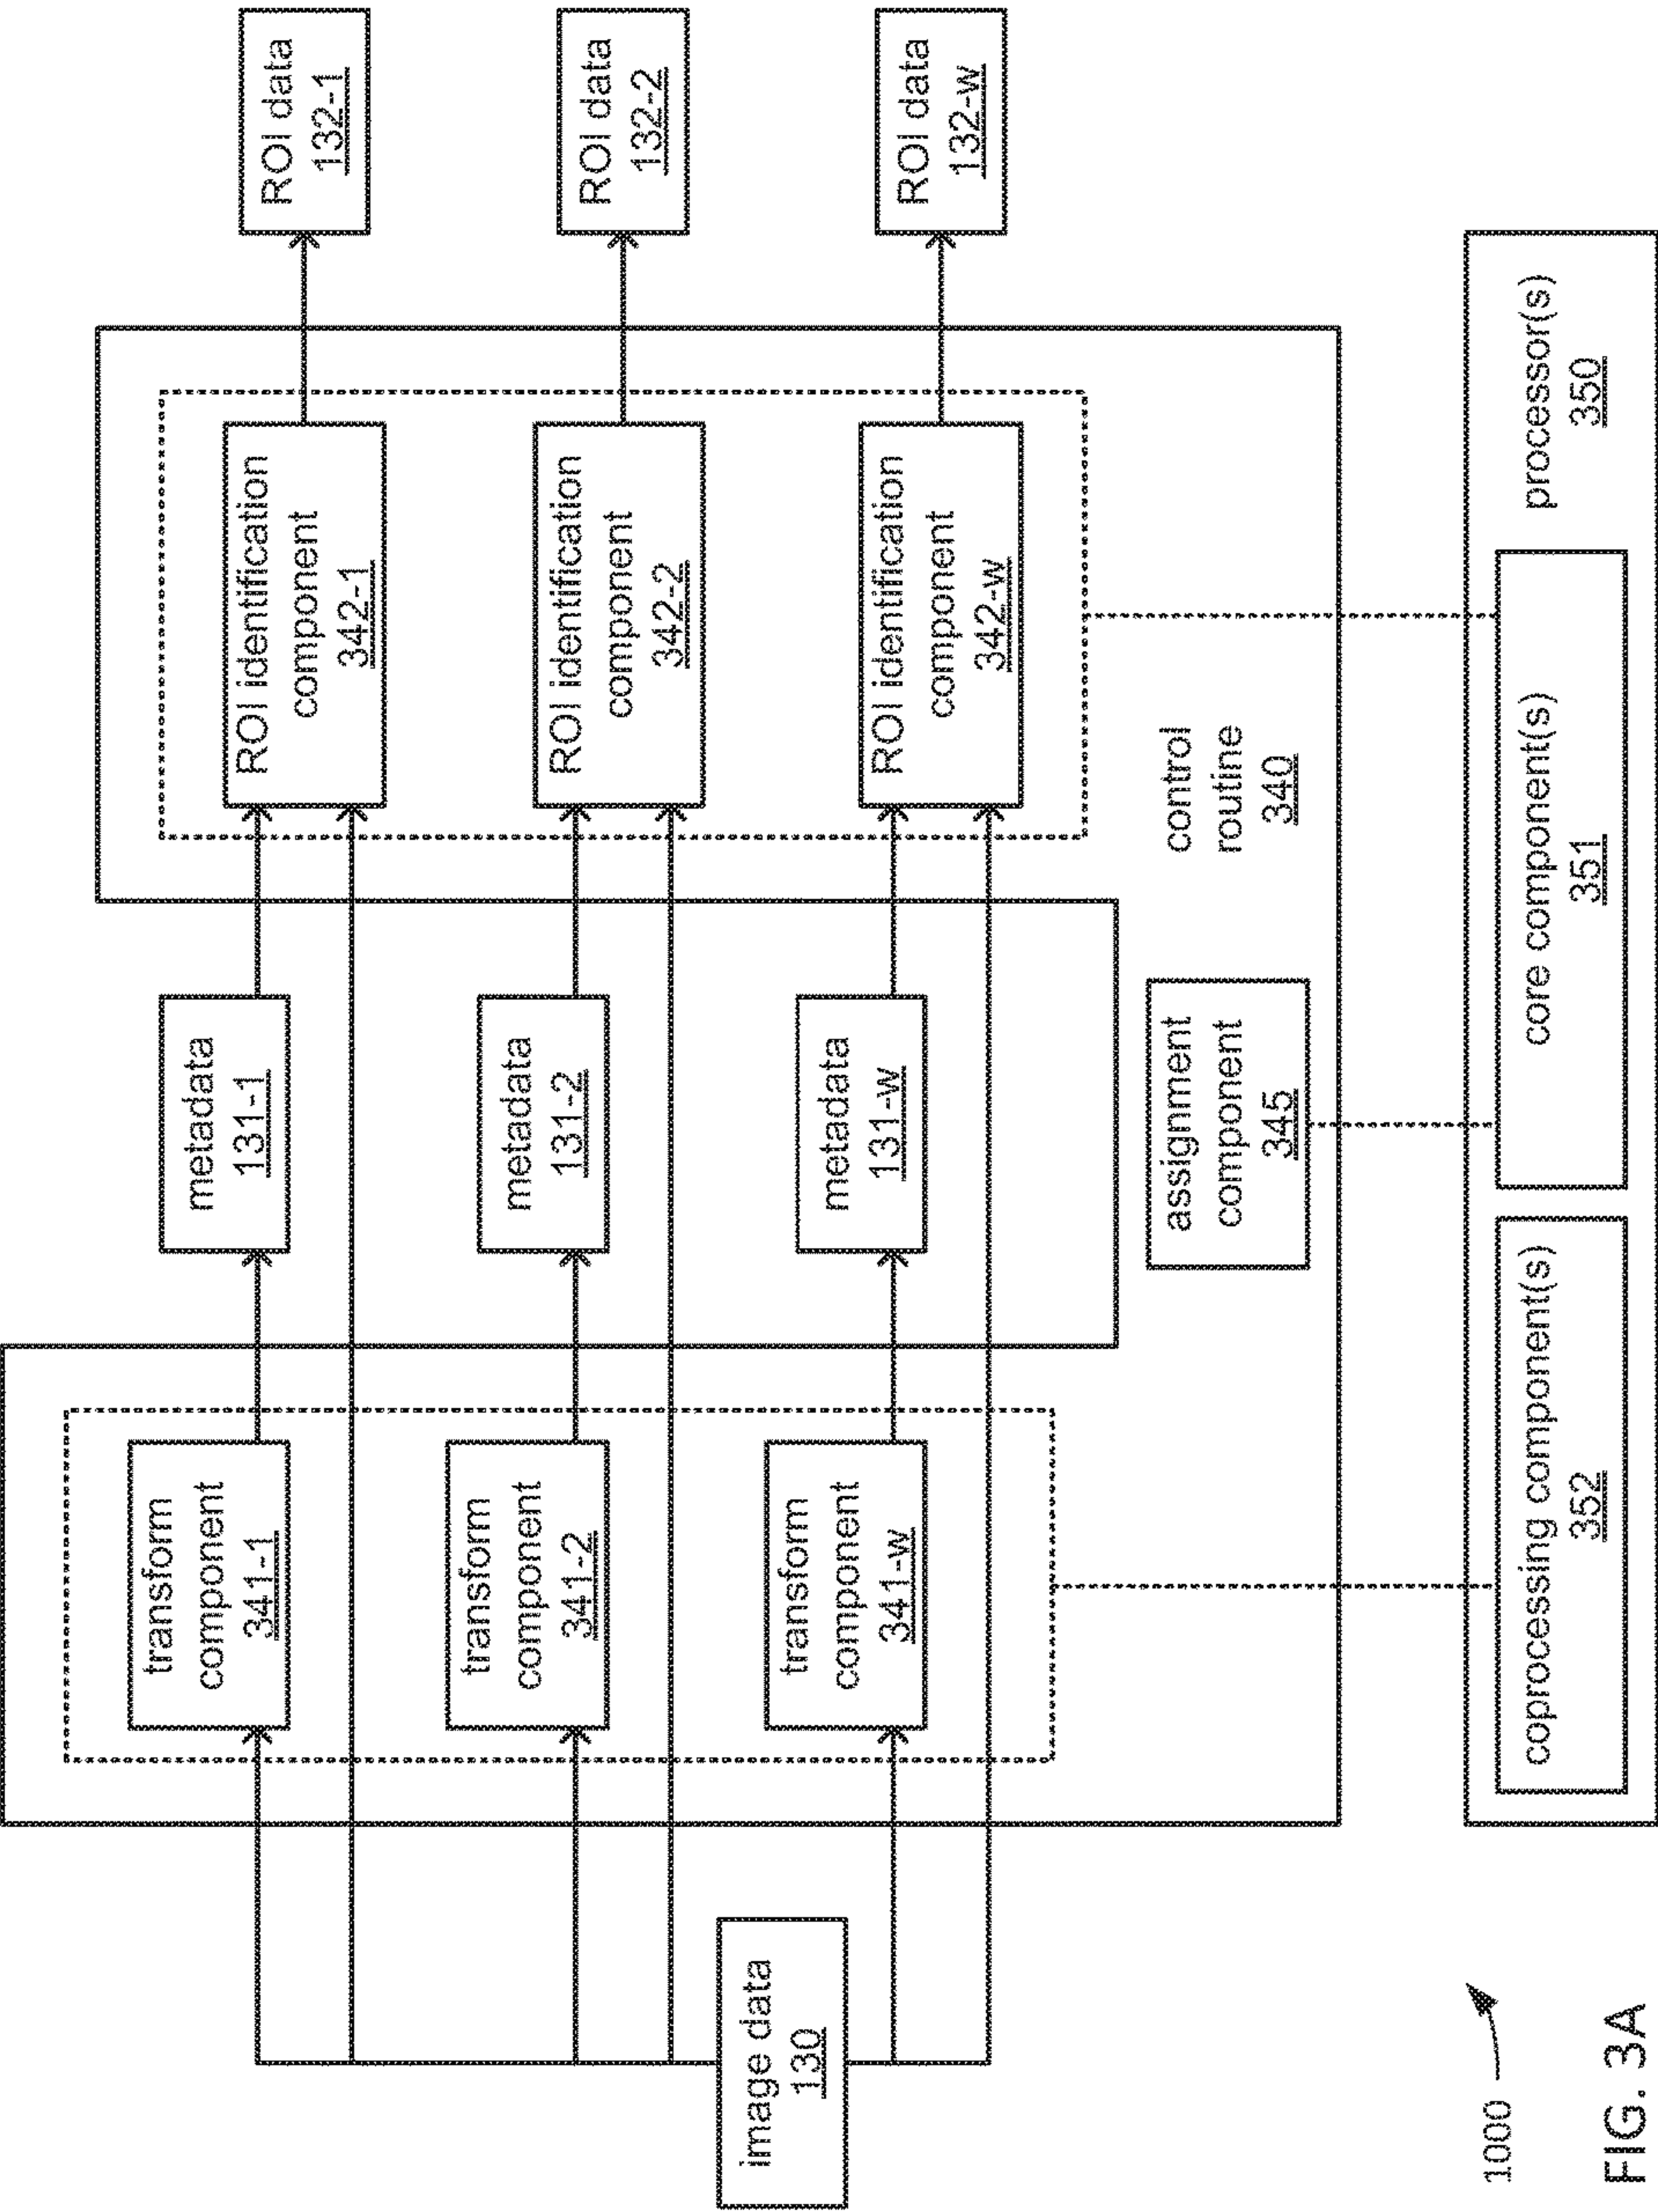 image data
130
transform
component
341-1
transform
component
341-2
transform
component
341-w
metadata
131-1
metadata
131-2
metadata
131-w
ROI identification
component
342-1
ROI identification
component
342-2
ROI identification
component
342-w
ROI data
132-1
ROI data
132-2
ROI data
132-w
assignment
component
345
control
routine
340
coprocessing component(s)
352
core component(s)
351
processor(s)
350
1000
FIG. 3A